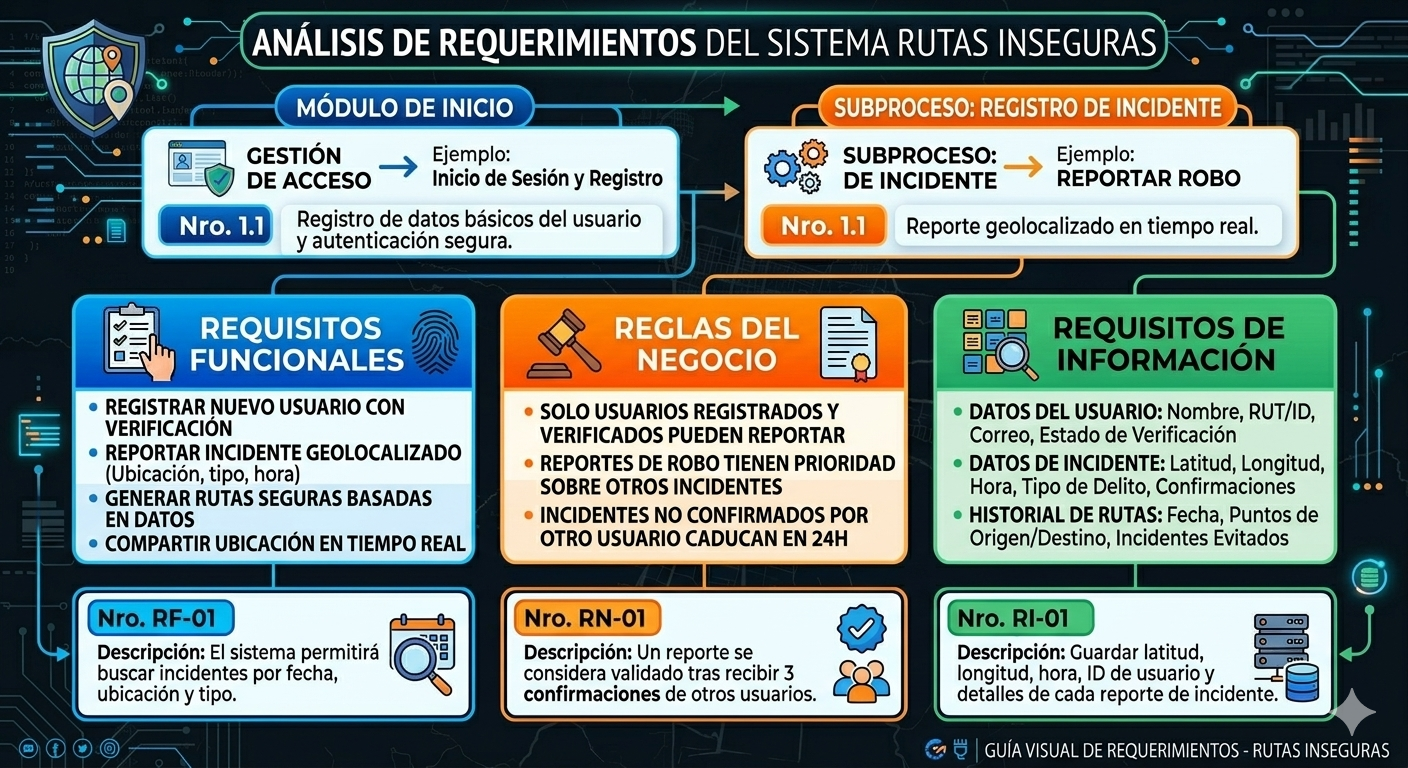 ANÁLISIS DE REQUERIMIENTOS DEL SISTEMA RUTAS INSEGURAS
MÓDULO DE INICIO
GESTIÓN
DE ACCESO
Ejemplo:
Inicio de Sesión y Registro
Nro. 1.1
Registro de datos básicos del usuario
y autenticación segura.
SUBPROCESO: REGISTRO DE INCIDENTE
SUBPROCESO:
DE INCIDENTE
Ejemplo:
REPORTAR ROBO
Nro. 1.1
Reporte geolocalizado en tiempo real.
REQUISITOS
FUNCIONALES
• REGISTRAR NUEVO USUARIO CON
VERIFICACIÓN
• REPORTAR INCIDENTE GEOLOCALIZADO
(Ubicación, tipo, hora)
• GENERAR RUTAS SEGURAS BASADAS
EN DATOS
• COMPARTIR UBICACIÓN EN TIEMPO REAL
Nro. RF-01
Descripción: El sistema permitirá
buscar incidentes por fecha,
ubicación y tipo.
REGLAS DEL
NEGOCIO
• SOLO USUARIOS REGISTRADOS Y
VERIFICADOS PUEDEN REPORTAR
• REPORTES DE ROBO TIENEN PRIORIDAD
SOBRE OTROS INCIDENTES
• INCIDENTES NO CONFIRMADOS POR
OTRO USUARIO CADUCAN EN 24H
Nro. RN-01
Descripción: Un reporte se
considera validado tras recibir 3
confirmaciones de otros usuarios.
REQUISITOS DE
INFORMACIÓN
• DATOS DEL USUARIO: Nombre, RUT/ID,
Correo, Estado de Verificación
• DATOS DE INCIDENTE: Latitud, Longitud,
Hora, Tipo de Delito, Confirmaciones
• HISTORIAL DE RUTAS: Fecha, Puntos de
Origen/Destino, Incidentes Evitados
Nro. RI-01
Descripción: Guardar latitud,
longitud, hora, ID de usuario y
detalles de cada reporte de incidente.
GUÍA VISUAL DE REQUERIMIENTOS - RUTAS INSEGURAS